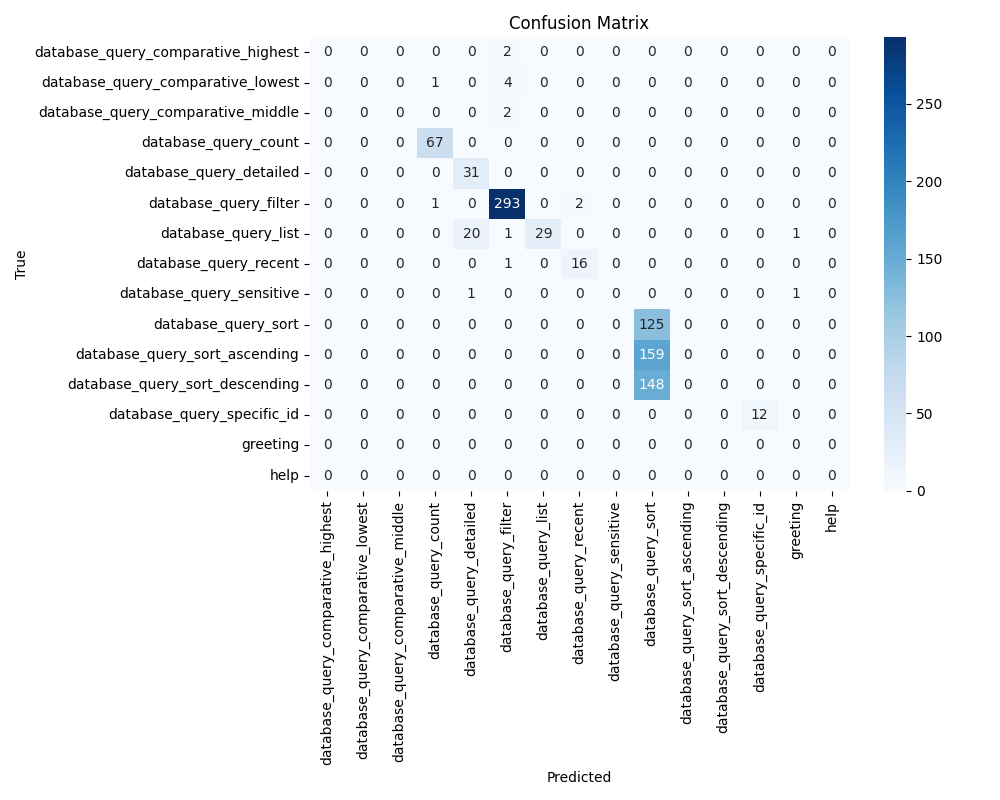 Confusion Matrix
database_query_comparative_highest 0 0 0 0 0 2 0 0 0 0 0 0 0 0 0
database_query_comparative_lowest 0 0 0 1 0 4 0 0 0 0 0 0 0 0 0
database_query_comparative_middle 0 0 0 0 0 2 0 0 0 0 0 0 0 0 0
database_query_count 0 0 0 67 0 0 0 0 0 0 0 0 0 0 0
database_query_detailed 0 0 0 0 31 0 0 0 0 0 0 0 0 0 0
database_query_filter 0 0 0 1 0 293 0 2 0 0 0 0 0 0 0
database_query_list 0 0 0 0 20 1 29 0 0 0 0 0 0 1 0
database_query_recent 0 0 0 0 0 1 0 16 0 0 0 0 0 0 0
database_query_sensitive 0 0 0 0 1 0 0 0 0 0 0 0 0 1 0
database_query_sort 0 0 0 0 0 0 0 0 0 125 0 0 0 0 0
database_query_sort_ascending 0 0 0 0 0 0 0 0 0 159 0 0 0 0 0
database_query_sort_descending 0 0 0 0 0 0 0 0 0 148 0 0 0 0 0
database_query_specific_id 0 0 0 0 0 0 0 0 0 0 0 0 12 0 0
greeting 0 0 0 0 0 0 0 0 0 0 0 0 0 0 0
help 0 0 0 0 0 0 0 0 0 0 0 0 0 0 0
True
database_query_comparative_highest
database_query_comparative_lowest
database_query_comparative_middle
database_query_count
database_query_detailed
database_query_filter
database_query_list
database_query_recent
database_query_sensitive
database_query_sort
database_query_sort_ascending
database_query_sort_descending
database_query_specific_id
greeting
help
Predicted
250
200
150
100
50
0